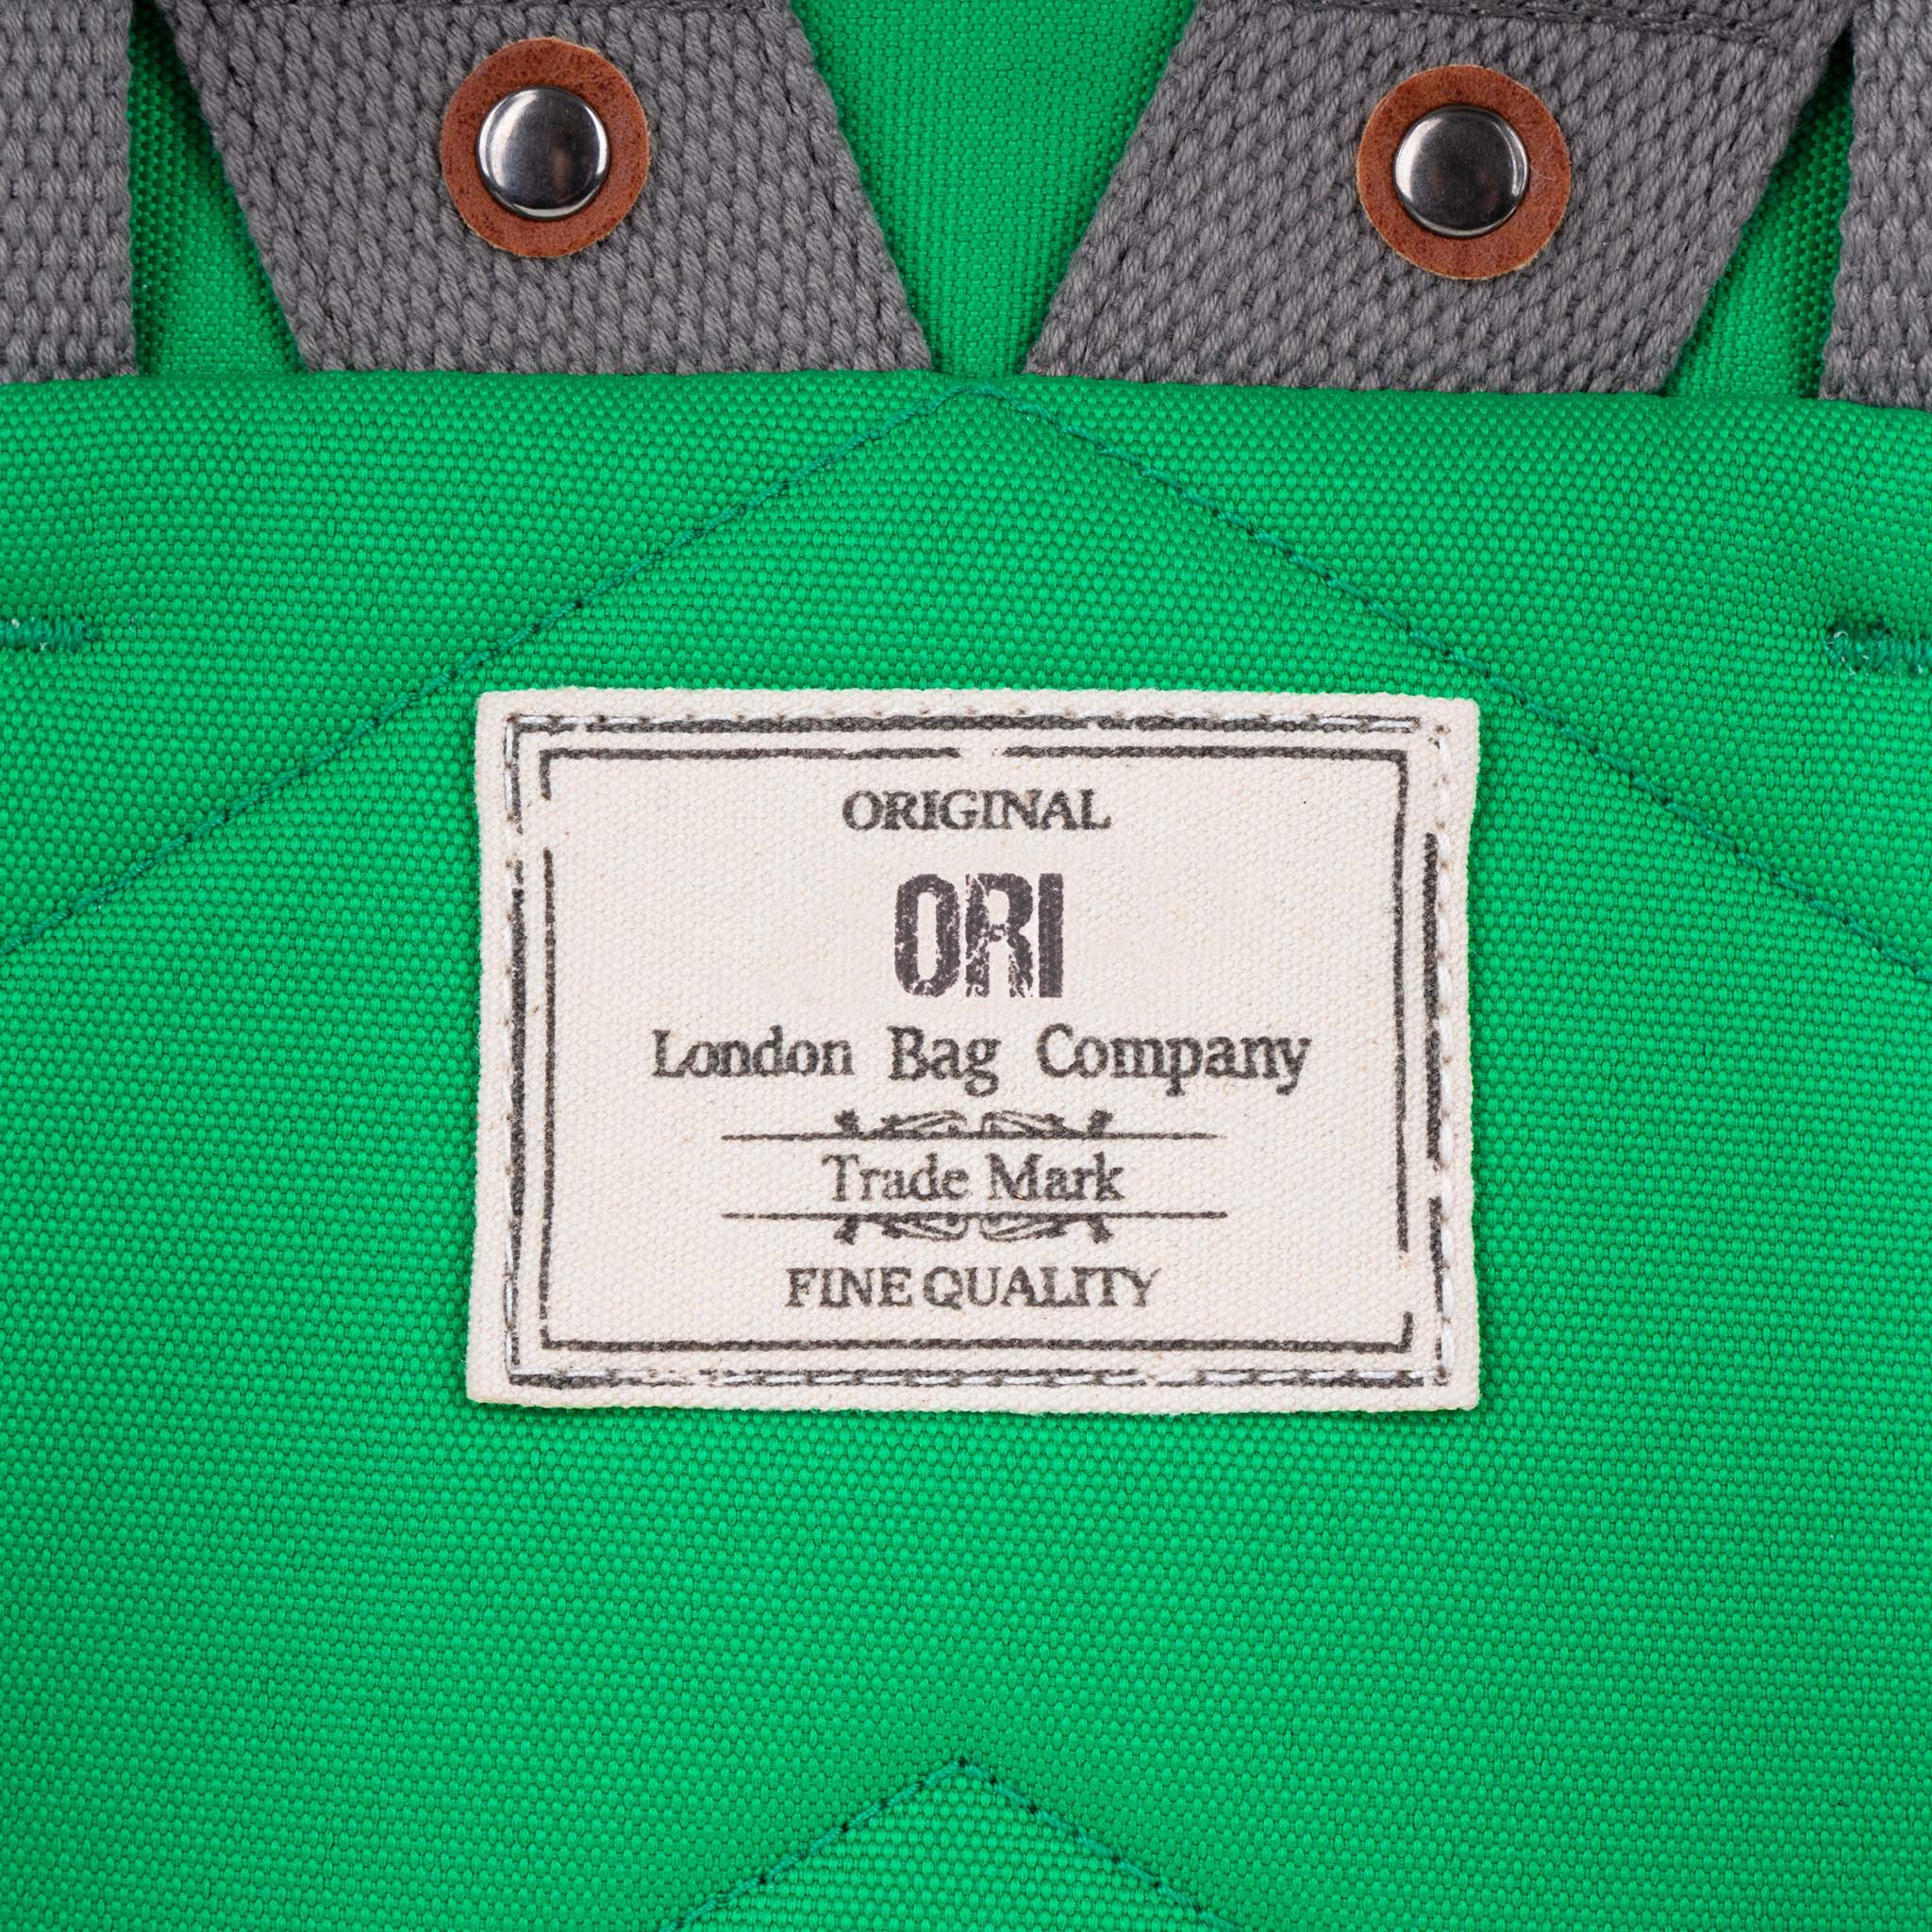 ORIGINAL
ORI
London Bag Company
Trade Mark
FINE QUALITY